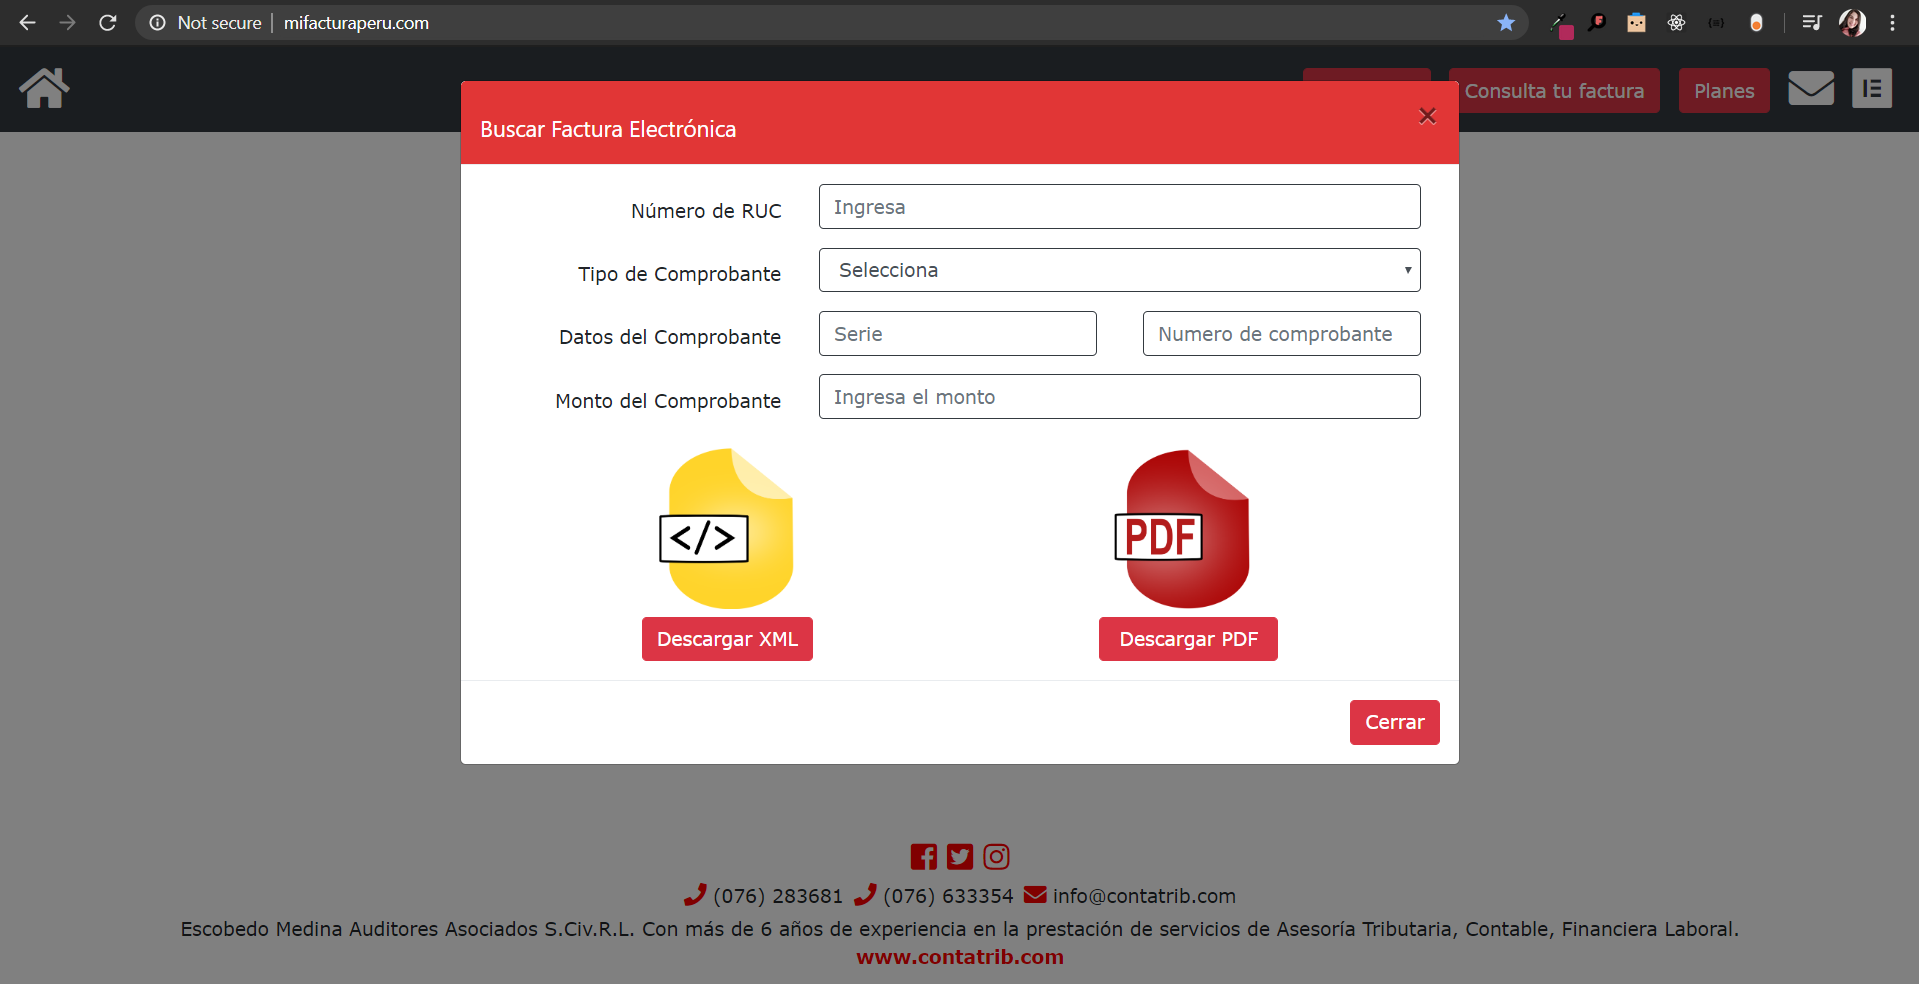 Not secure | mifacturaperu.com
Consulta tu factura
Planes
Buscar Factura Electrónica
×
Número de RUC
Ingresa
Tipo de Comprobante
Selecciona
Datos del Comprobante
Serie
Numero de comprobante
Monto del Comprobante
Ingresa el monto
</>
PDF
Descargar XML
Descargar PDF
Cerrar
(076) 283681 (076) 633354 info@contatrib.com
Escobedo Medina Auditores Asociados S.Civ.R.L. Con más de 6 años de experiencia en la prestación de servicios de Asesoría Tributaria, Contable, Financiera Laboral.
www.contatrib.com